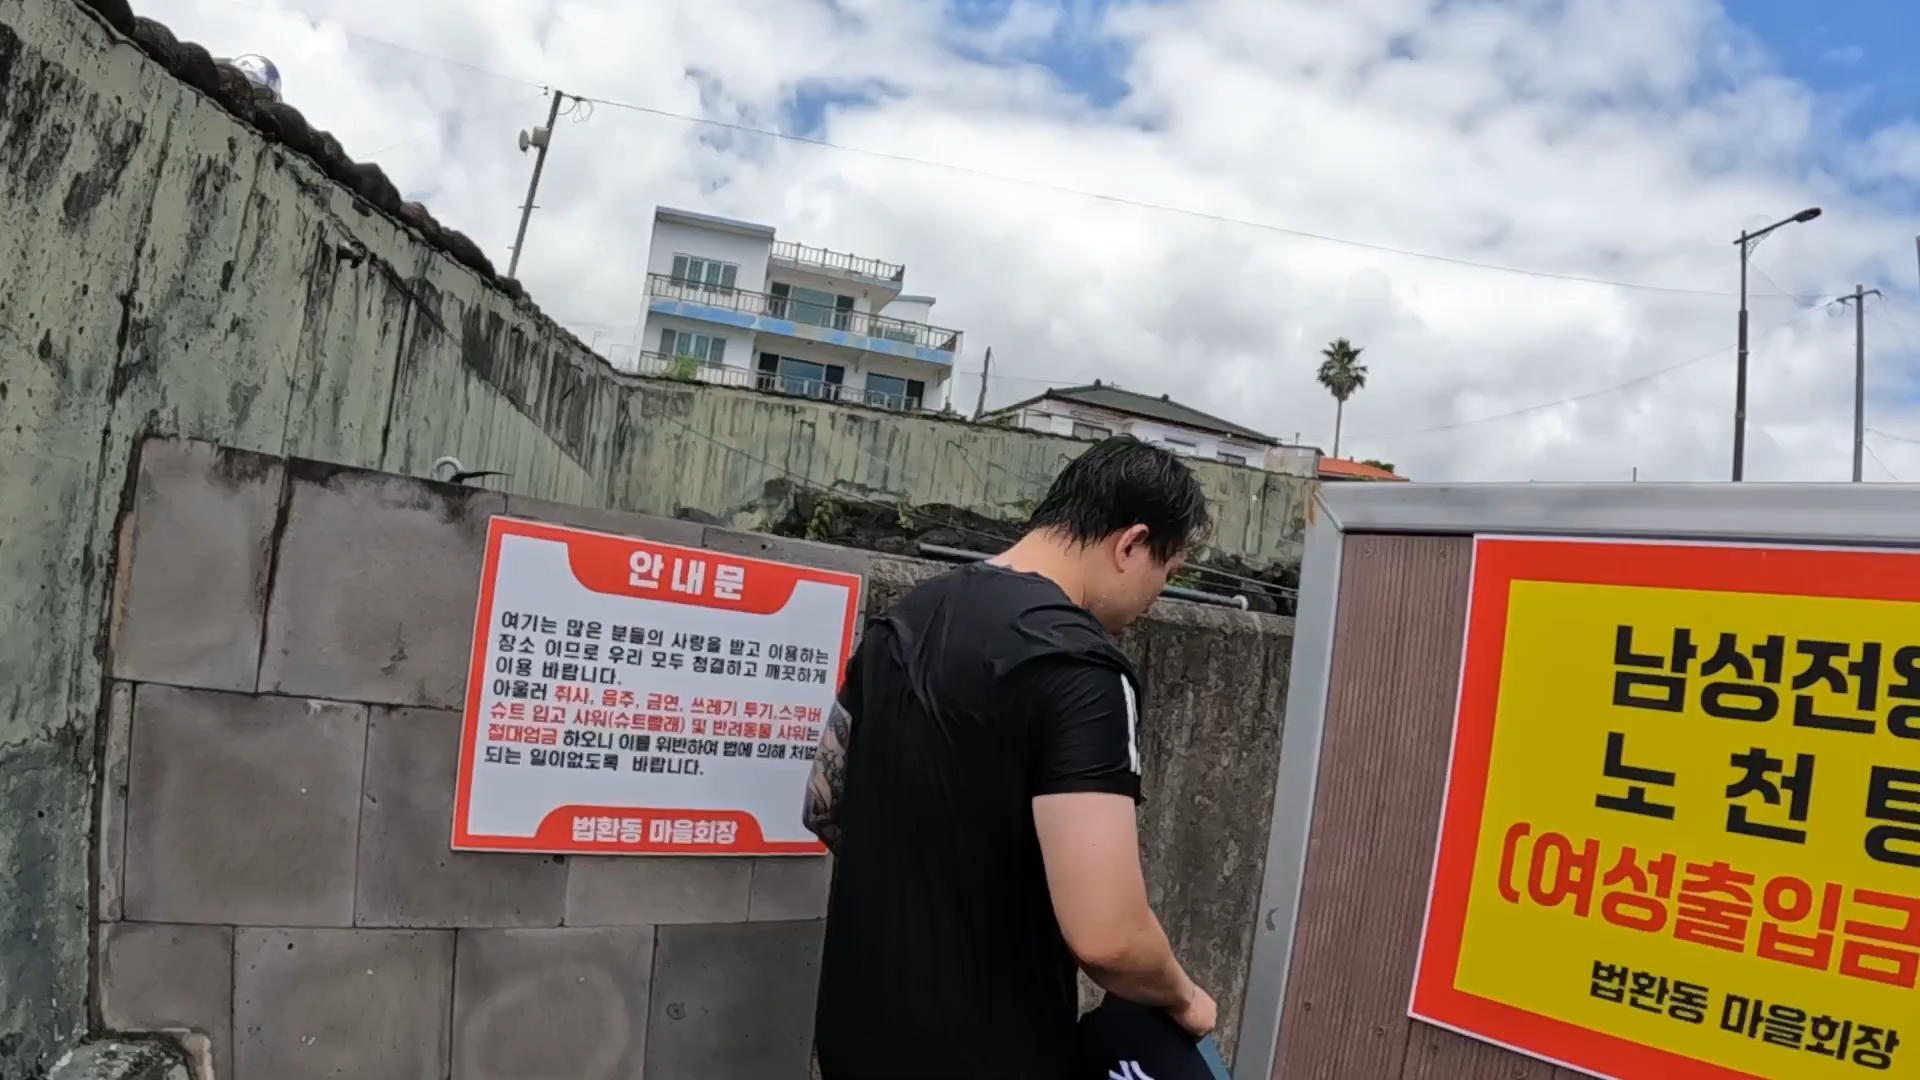 안내문
여기는 많은 분들의 사랑을 받고 이용하는
장소 이므로 우리 모두 청결하고 깨끗하게
이용 바랍니다.
아울러 취사, 음주, 금연, 쓰레기 투기,스쿠버
슈트 입고 샤워(슈트빨래) 및 반려동물 샤워는
절대엄금 하오니 이를 위반하여 법에 의해 처벌
되는 일이없도록 바랍니다.
법환동 마을회장
남성전용
노천탕
(여성출입금
법환동 마을회장